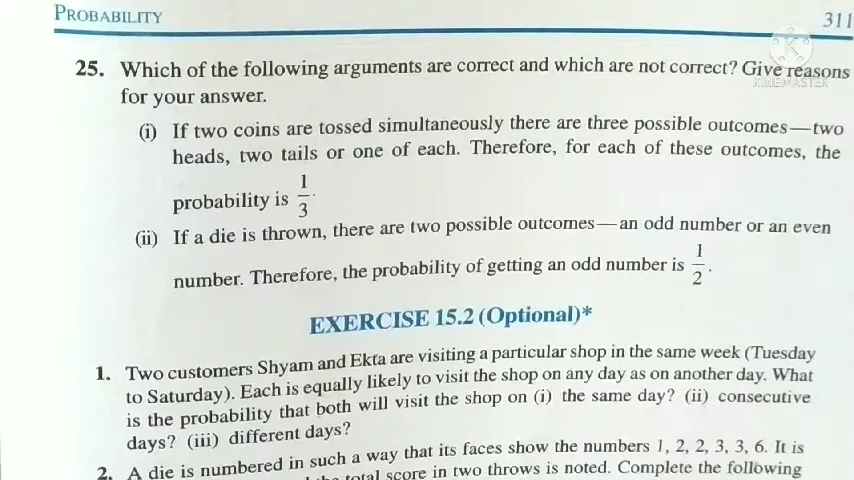 PROBABILITY 311
KINEMASTER
25. Which of the following arguments are correct and which are not correct? Give reasons
for your answer.
(i) If two coins are tossed simultaneously there are three possible outcomes—two
heads, two tails or one of each. Therefore, for each of these outcomes, the
probability is 1/3.
(ii) If a die is thrown, there are two possible outcomes—an odd number or an even
number. Therefore, the probability of getting an odd number is 1/2.
EXERCISE 15.2 (Optional)*
1. Two customers Shyam and Ekta are visiting a particular shop in the same week (Tuesday
to Saturday). Each is equally likely to visit the shop on any day as on another day. What
is the probability that both will visit the shop on (i) the same day? (ii) consecutive
days? (iii) different days?
2. A die is numbered in such a way that its faces show the numbers 1, 2, 2, 3, 3, 6. It is
the total score in two throws is noted. Complete the following